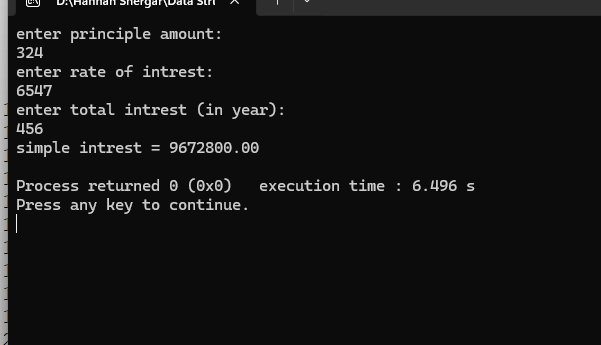 D:\Hannan Shergar\Data Stri
enter principle amount:
324
enter rate of intrest:
6547
enter total intrest (in year):
456
simple intrest = 9672800.00
Process returned 0 (0x0)   execution time : 6.496 s
Press any key to continue.